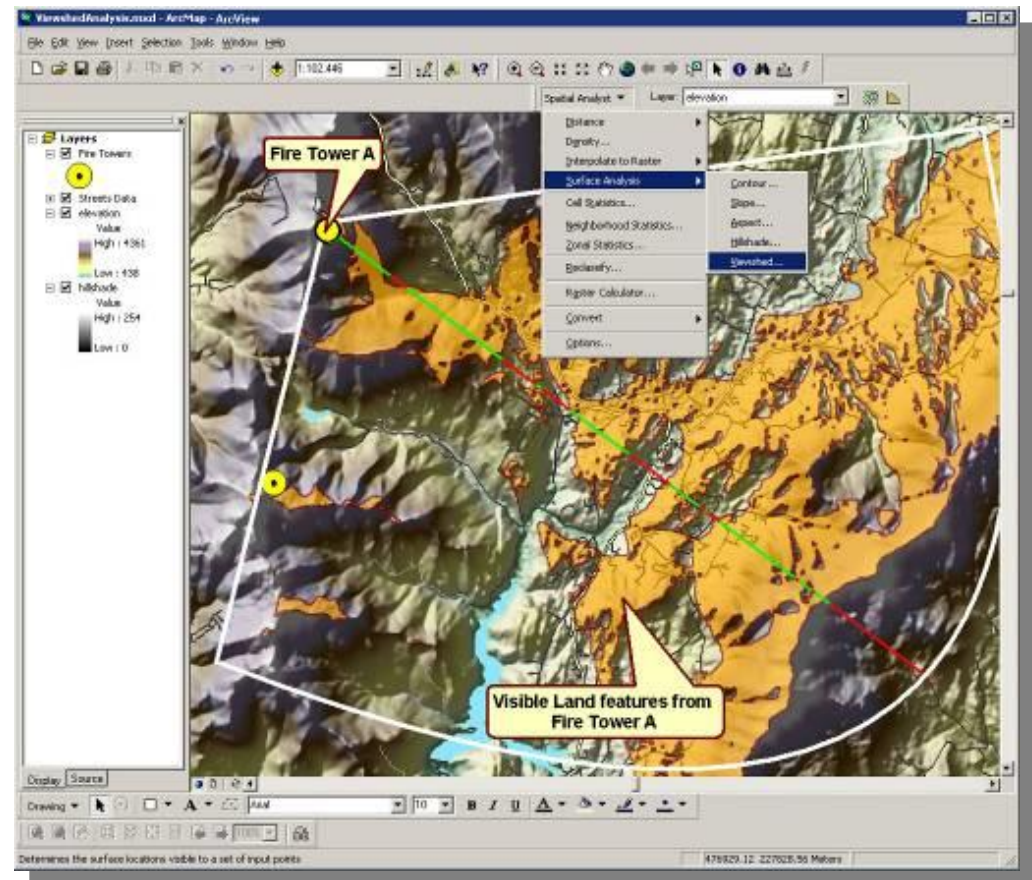 ViewshedAnalysis.mxd - ArcMap - ArcView
File Edit View Insert Selection Tools Window Help
1:102,446
Spatial Analyst
Layer: elevation
Layers
Fire Towers
Streets Data
elevation
Value
High : 4361
Low : 438
hillshade
Value
High : 254
Low : 0
Fire Tower A
Distance
Density...
Interpolate to Raster
Surface Analysis
Cell Statistics...
Neighborhood Statistics...
Zonal Statistics...
Reclassify...
Raster Calculator...
Convert
Options...
Contour...
Slope...
Aspect...
Hillshade...
Viewshed...
Visible Land features from
Fire Tower A
Display Source
Drawing
A
Arial
10
B I U A
100%
Determines the surface locations visible to a set of input points
476929.12 227828.56 Meters